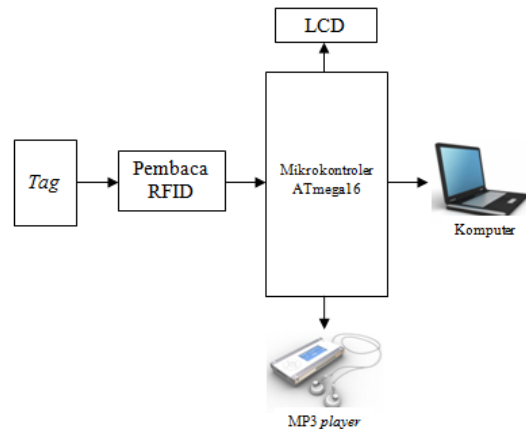 LCD
Tag
Pembaca
RFID
Mikrokontroler
ATmega16
Komputer
MP3 player